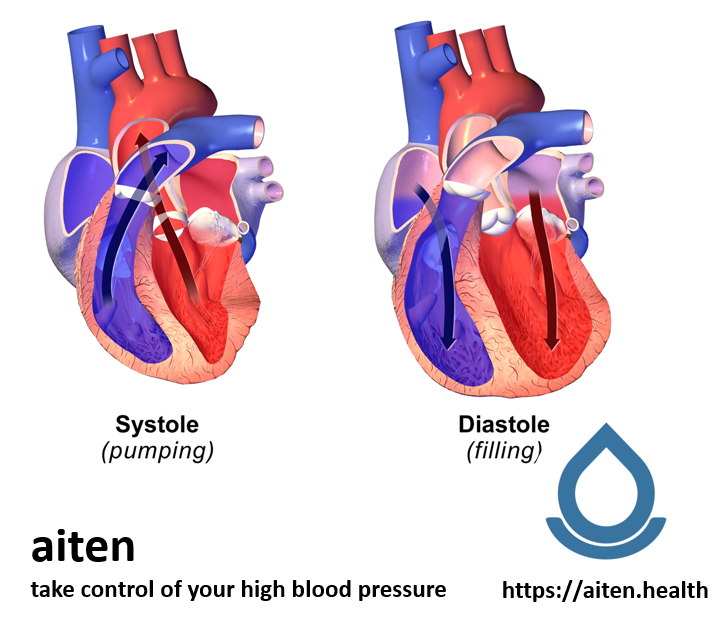 Systole
(pumping)
Diastole
(filling)
aiten
take control of your high blood pressure
https://aiten.health